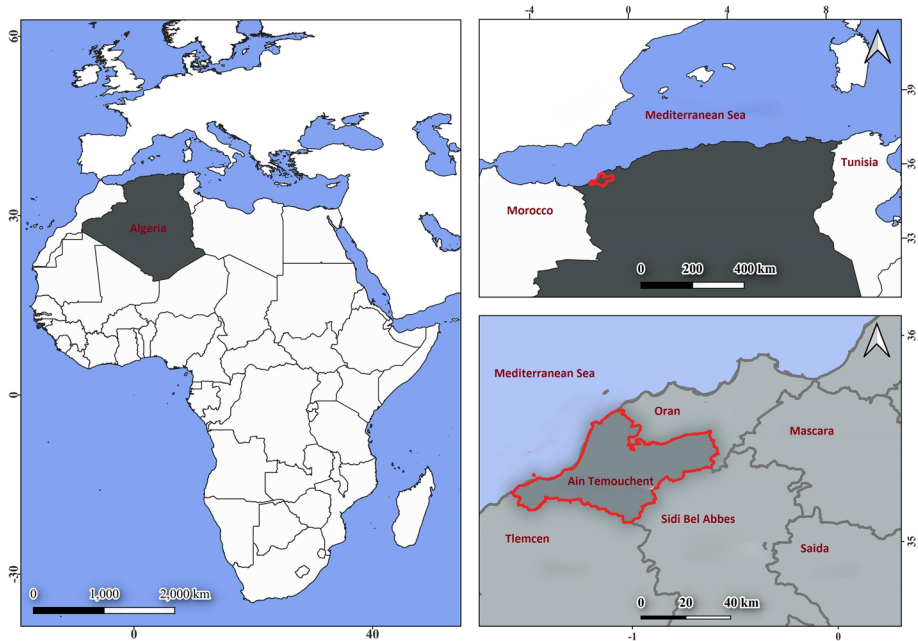 60
30
0
-30
Algeria
0 1,000 2,000 km
0 40
-4 0 4 8
39
36
33
Mediterranean Sea
Tunisia
Morocco
0 200 400 km
36
35
Mediterranean Sea
Oran
Mascara
Ain Temouchent
Sidi Bel Abbes
Tlemcen
Saida
0 20 40 km
-1 0